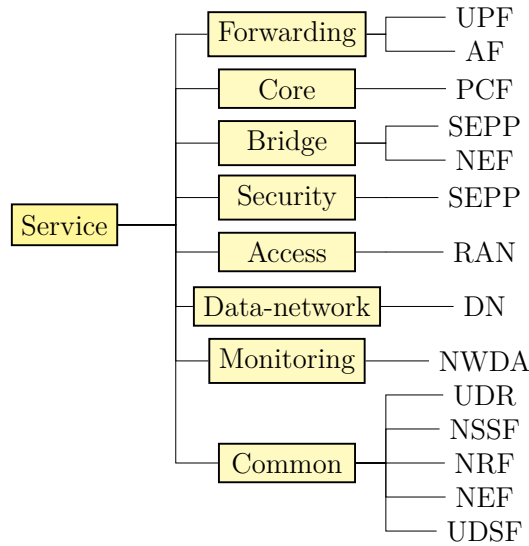 Forwarding
UPF
AF
Core
PCF
Bridge
SEPP
NEF
Security
SEPP
Service
Access
RAN
Data-network
DN
Monitoring
NWDA
Common
UDR
NSSF
NRF
NEF
UDSF